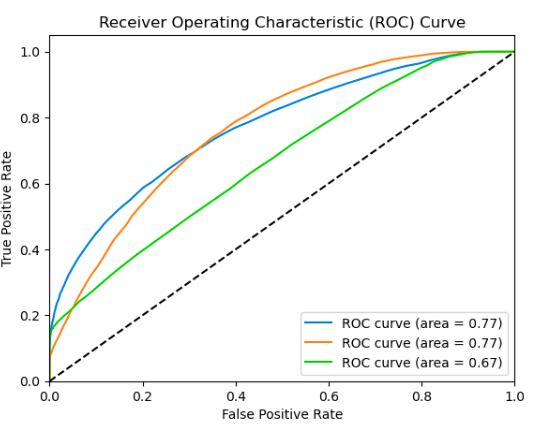 Receiver Operating Characteristic (ROC) Curve
True Positive Rate
1.0
0.8
0.6
0.4
0.2
0.0
ROC curve (area = 0.77)
ROC curve (area = 0.77)
ROC curve (area = 0.67)
0.0 0.2 0.4 0.6 0.8 1.0
False Positive Rate